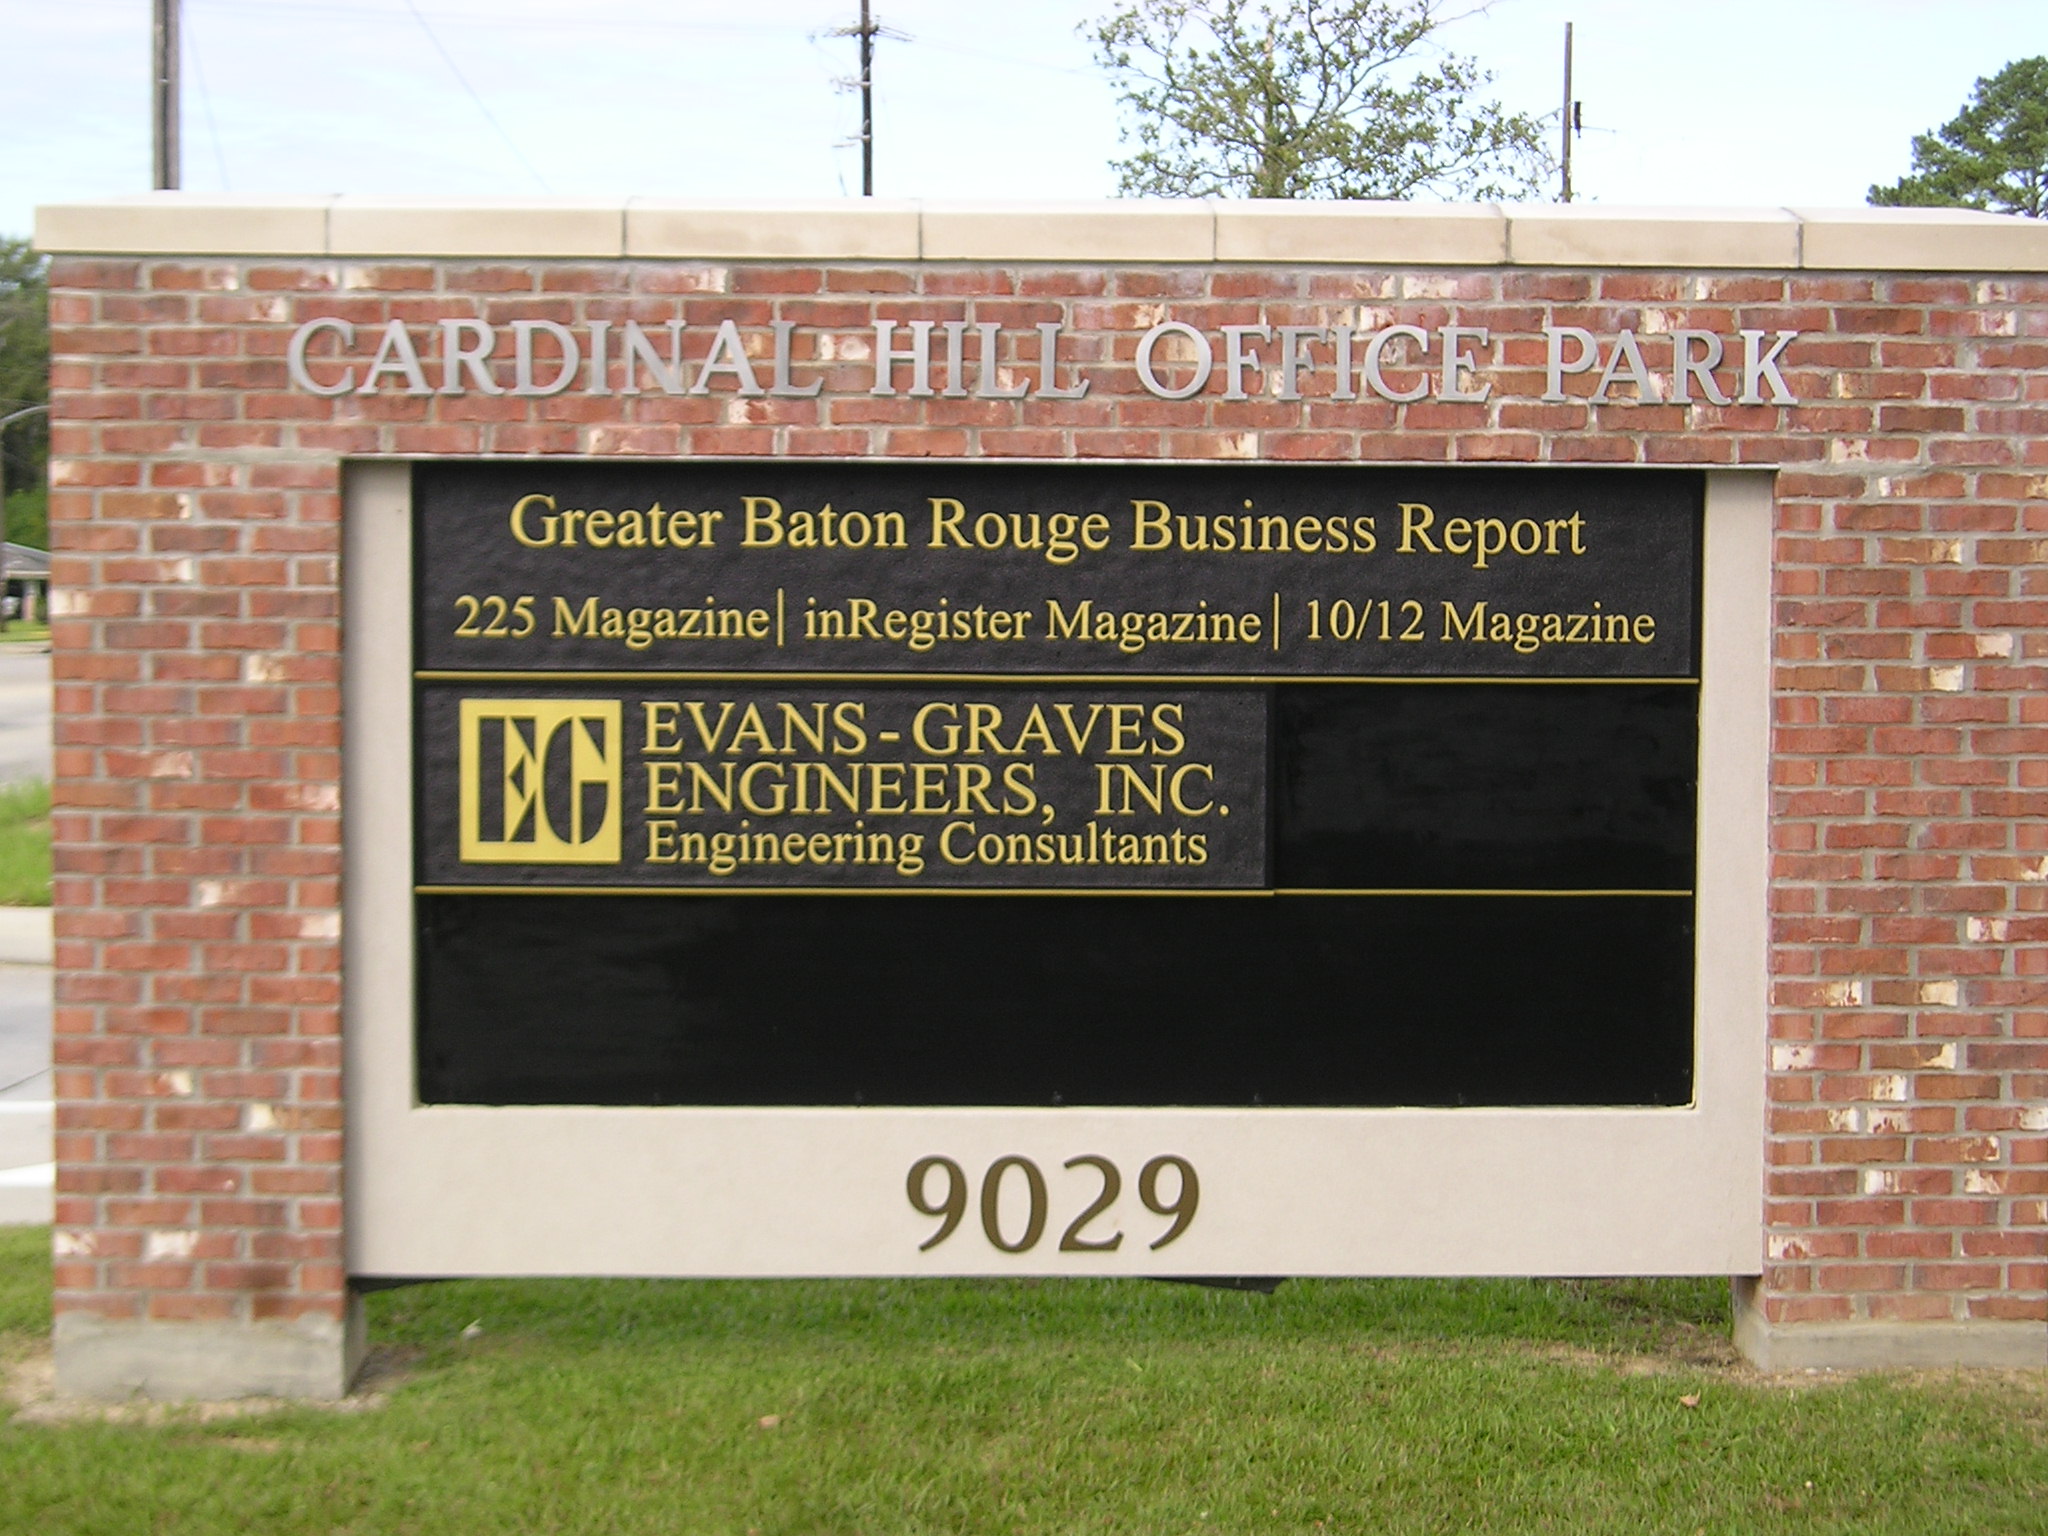 CARDINAL HILL OFFICE PARK
Greater Baton Rouge Business Report
225 Magazine | inRegister Magazine | 10/12 Magazine
EG
EVANS-GRAVES
ENGINEERS, INC.
Engineering Consultants
9029